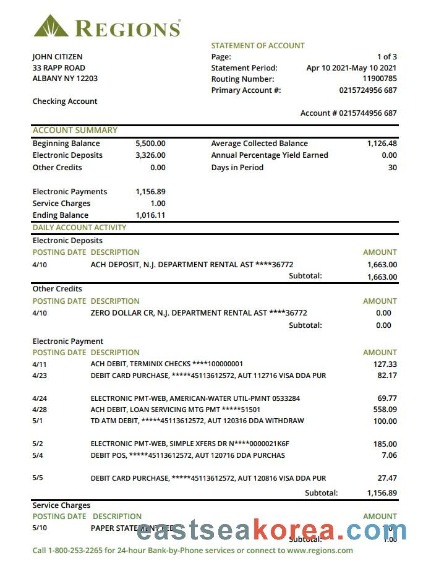 REGIONS
STATEMENT OF ACCOUNT
JOHN CITIZEN Page: 1 of 3
33 RAPP ROAD Statement Period: Apr 10 2021-May 10 2021
ALBANY NY 12203 Routing Number: 11900785
Primary Account #: 0215724956 687
Checking Account
Account # 0215744956 687
ACCOUNT SUMMARY
Beginning Balance 5,500.00 Average Collected Balance 1,126.48
Electronic Deposits 3,326.00 Annual Percentage Yield Earned 0.00
Other Credits 0.00 Days in Period 30
Electronic Payments 1,156.89
Service Charges 1.00
Ending Balance 1,016.11
DAILY ACCOUNT ACTIVITY
Electronic Deposits
POSTING DATE DESCRIPTION AMOUNT
4/10 ACH DEPOSIT, N.J. DEPARTMENT RENTAL AST ****36772 1,663.00
Subtotal: 1,663.00
Other Credits
POSTING DATE DESCRIPTION AMOUNT
4/10 ZERO DOLLAR CR, N.J. DEPARTMENT RENTAL AST ****36772 0.00
Subtotal: 0.00
Electronic Payment
POSTING DATE DESCRIPTION AMOUNT
4/11 ACH DEBIT, TERMINIX CHECKS ****100000001 127.33
4/23 DEBIT CARD PURCHASE, *****45113612572, AUT 112716 VISA DDA PUR 82.17
4/24 ELECTRONIC PMT-WEB, AMERICAN-WATER UTIL-PMNT 0533284 69.77
4/28 ACH DEBIT, LOAN SERVICING MTG PMT *****51501 558.09
5/1 TD ATM DEBIT, *****45113612572, AUT 120316 DDA WITHDRAW 100.00
5/2 ELECTRONIC PMT-WEB, SIMPLE XFERS DR N****0000021K6F 185.00
5/4 DEBIT POS, *****45113612572, AUT 120716 DDA PURCHAS 7.06
5/5 DEBIT CARD PURCHASE, *****45113612572, AUT 120816 VISA DDA PUR 27.47
Subtotal: 1,156.89
Service Charges
POSTING DATE DESCRIPTION AMOUNT
5/10 PAPER STATEMENT FEE
eastseakorea.com
Subtotal: 1.00
Call 1-800-253-2265 for 24-hour Bank-by-Phone services or connect to www.regions.com